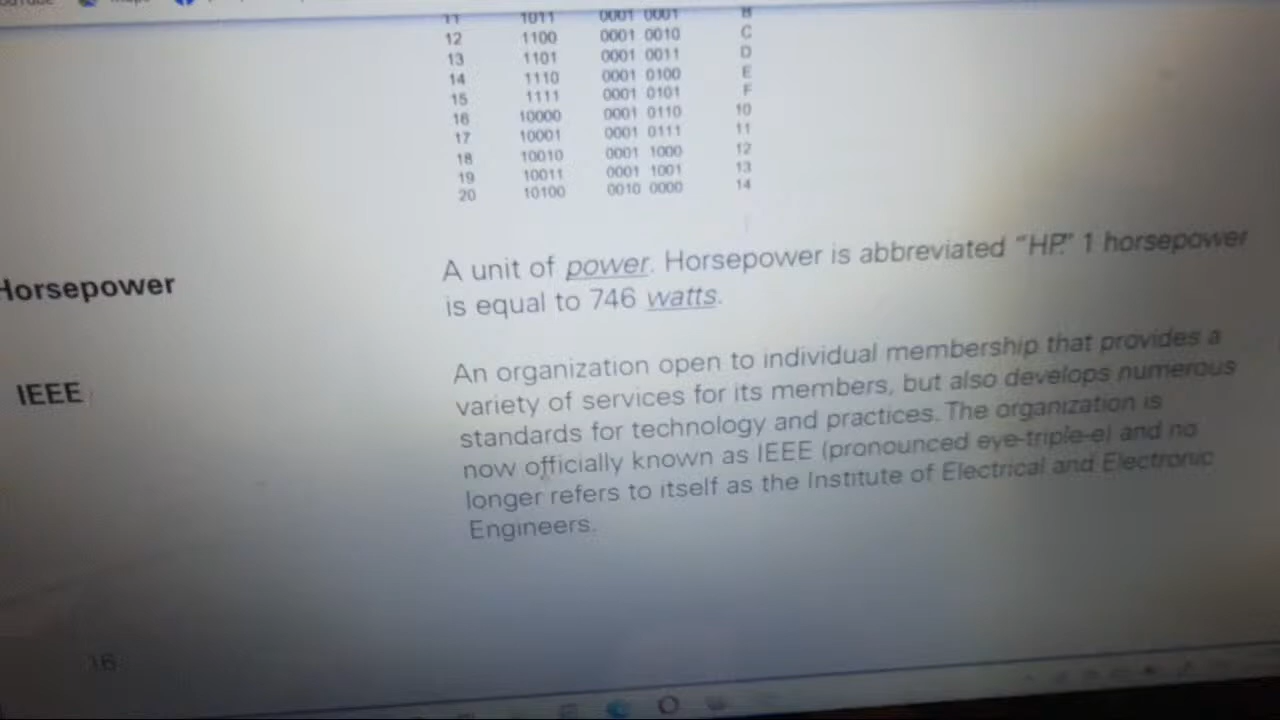 11 1011 0001 0001 B
12 1100 0001 0010 C
13 1101 0001 0011 D
14 1110 0001 0100 E
15 1111 0001 0101 F
16 10000 0001 0110 10
17 10001 0001 0111 11
18 10010 0001 1000 12
19 10011 0001 1001 13
20 10100 0010 0000 14
Horsepower
A unit of power. Horsepower is abbreviated “HP.” 1 horsepower
is equal to 746 watts.
IEEE
An organization open to individual membership that provides a
variety of services for its members, but also develops numerous
standards for technology and practices. The organization is
now officially known as IEEE (pronounced eye-triple-e) and no
longer refers to itself as the Institute of Electrical and Electronic
Engineers.
16